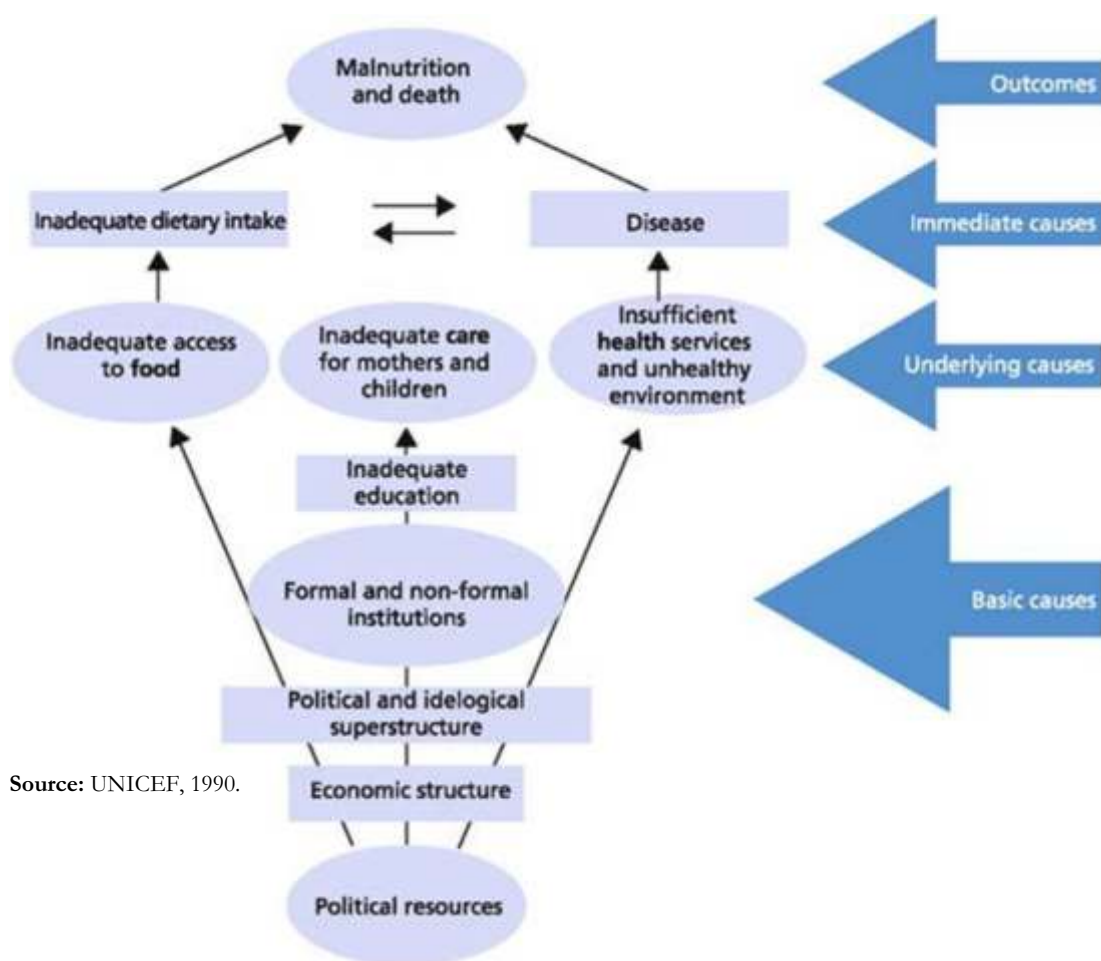 Malnutrition
and death
Outcomes
Inadequate dietary intake
Disease
Immediate causes
Inadequate access
to food
Inadequate care
for mothers and
children
Insufficient
health services
and unhealthy
environment
Underlying causes
Inadequate
education
Formal and non-formal
institutions
Basic causes
Political and idelogical
superstructure
Source: UNICEF, 1990.
Economic structure
Political resources